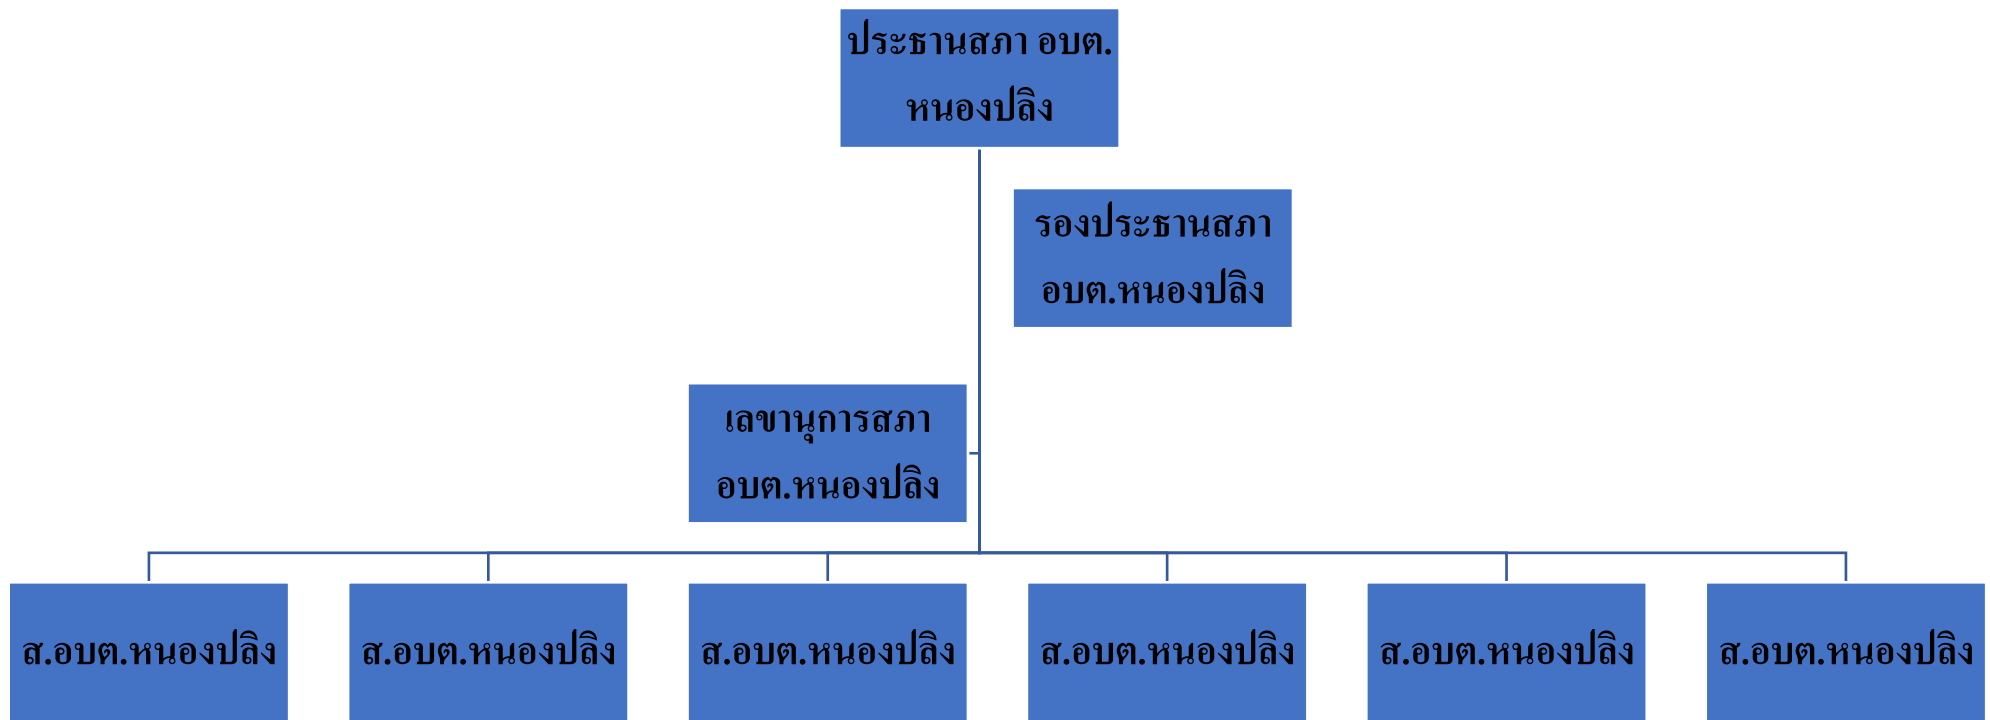 ประธานสภา อบต.
หนองปลิง
รองประธานสภา
อบต.หนองปลิง
เลขานุการสภา
อบต.หนองปลิง
ส.อบต.หนองปลิง
ส.อบต.หนองปลิง
ส.อบต.หนองปลิง
ส.อบต.หนองปลิง
ส.อบต.หนองปลิง
ส.อบต.หนองปลิง